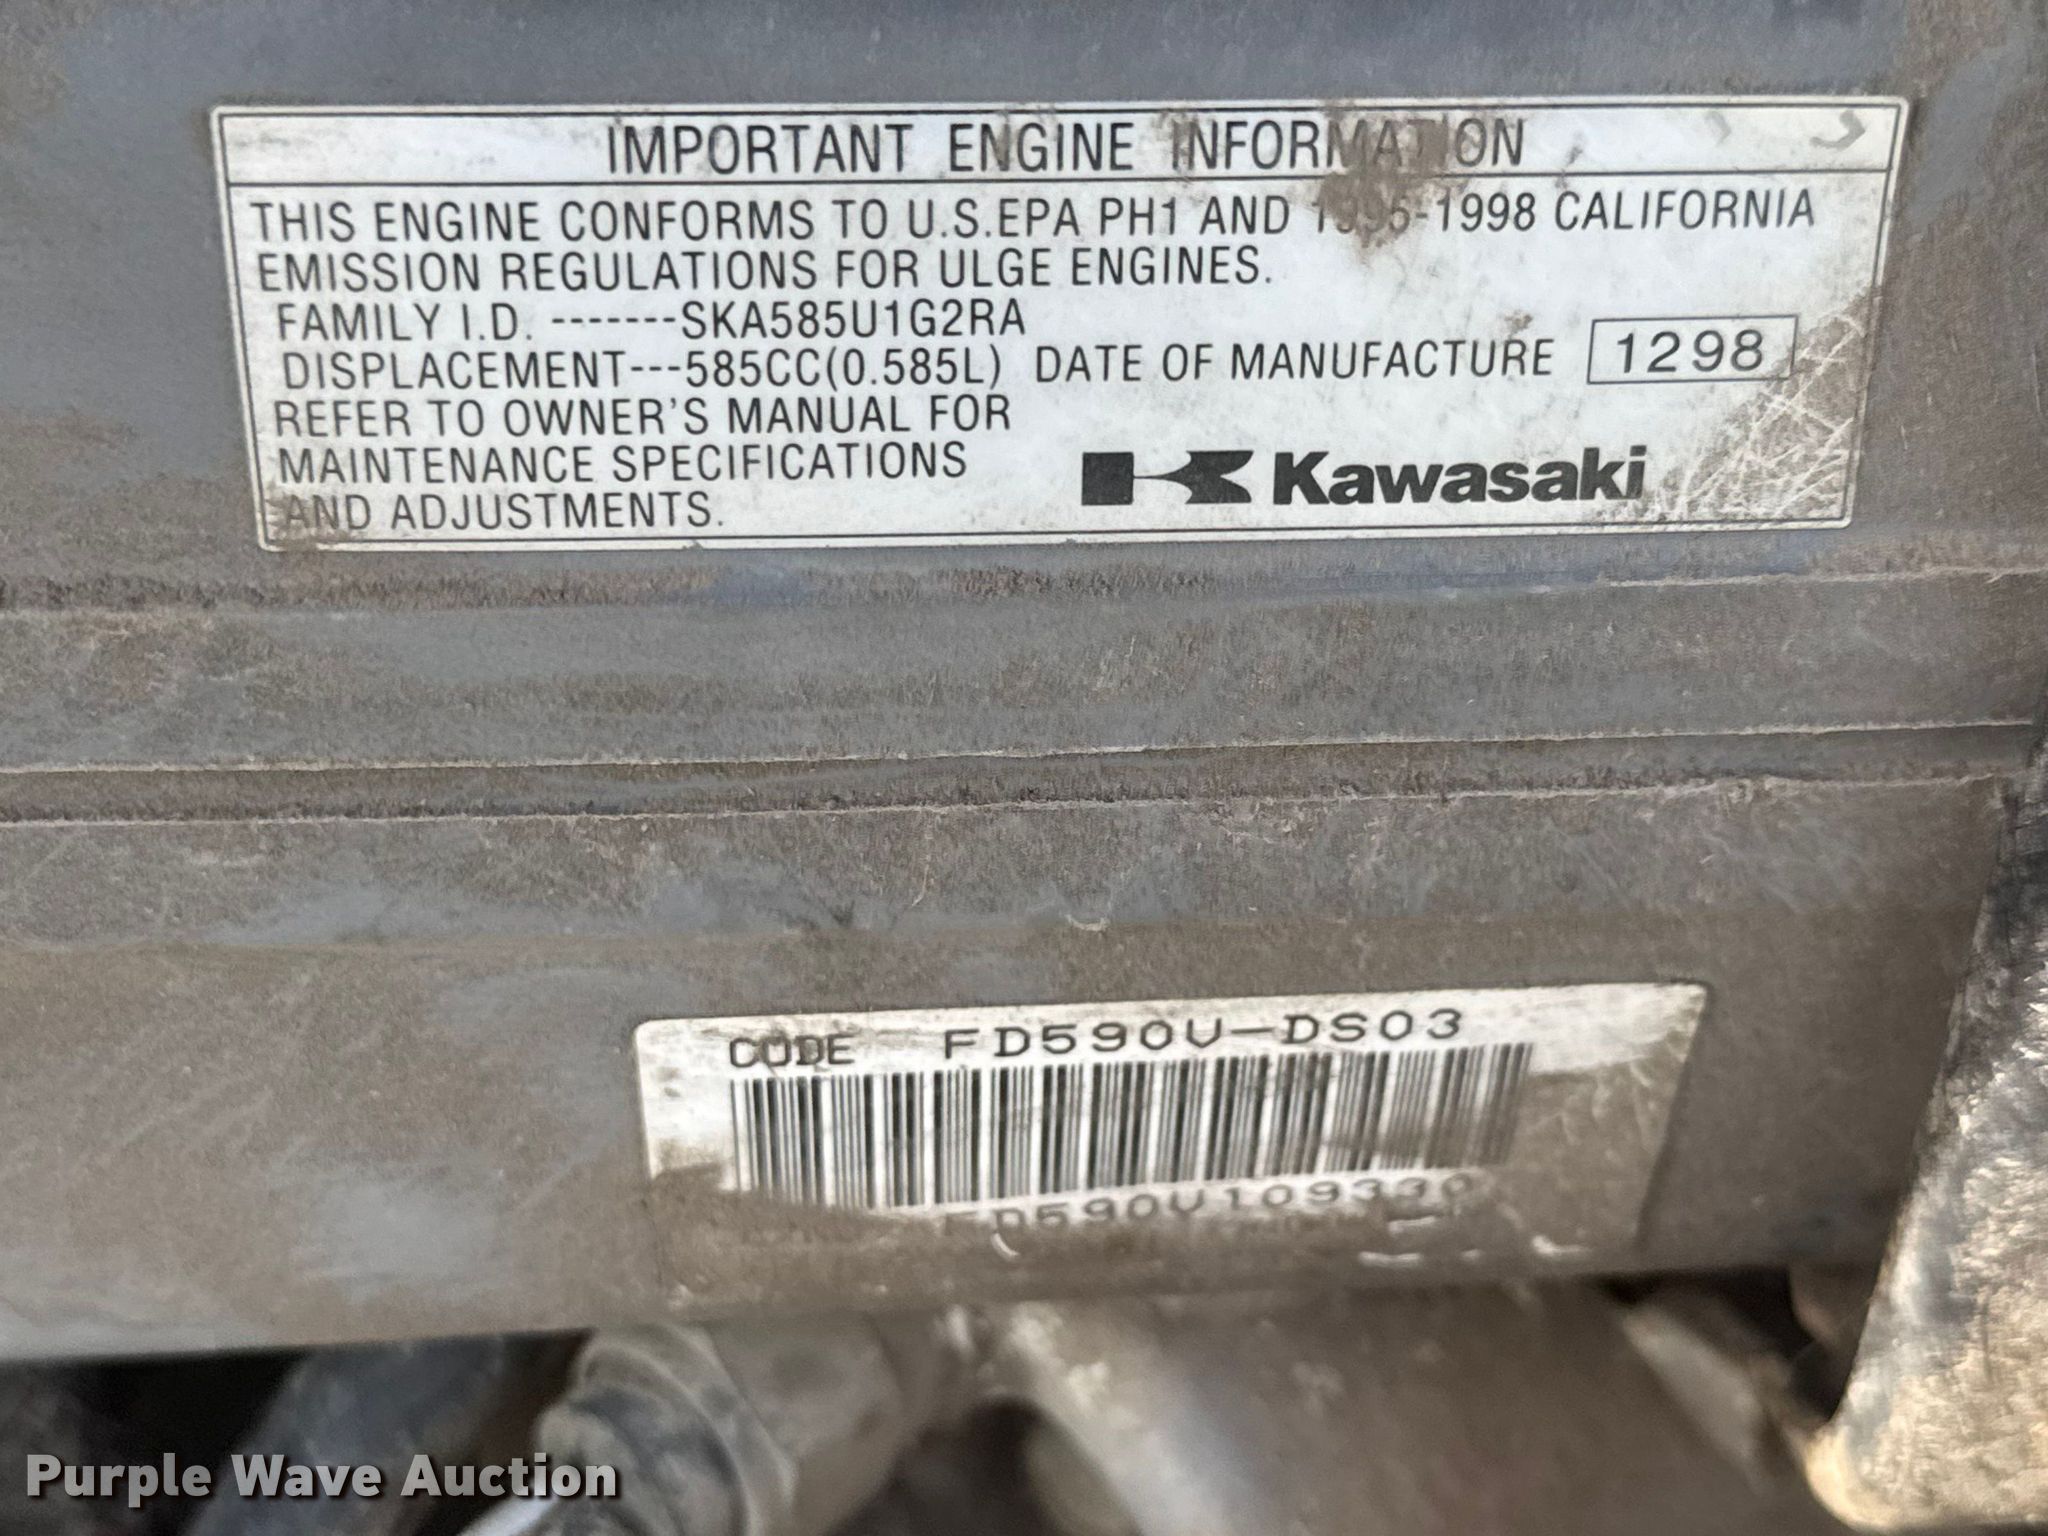 IMPORTANT ENGINE INFORMATION
THIS ENGINE CONFORMS TO U.S.EPA PH1 AND 1995-1998 CALIFORNIA
EMISSION REGULATIONS FOR ULGE ENGINES.
FAMILY I.D. -------SKA585U1G2RA
DISPLACEMENT---585CC(0.585L) DATE OF MANUFACTURE 1298
REFER TO OWNER'S MANUAL FOR
MAINTENANCE SPECIFICATIONS
AND ADJUSTMENTS.
Kawasaki
CODE FD590V-DS03
FD590V109330
Purple Wave Auction